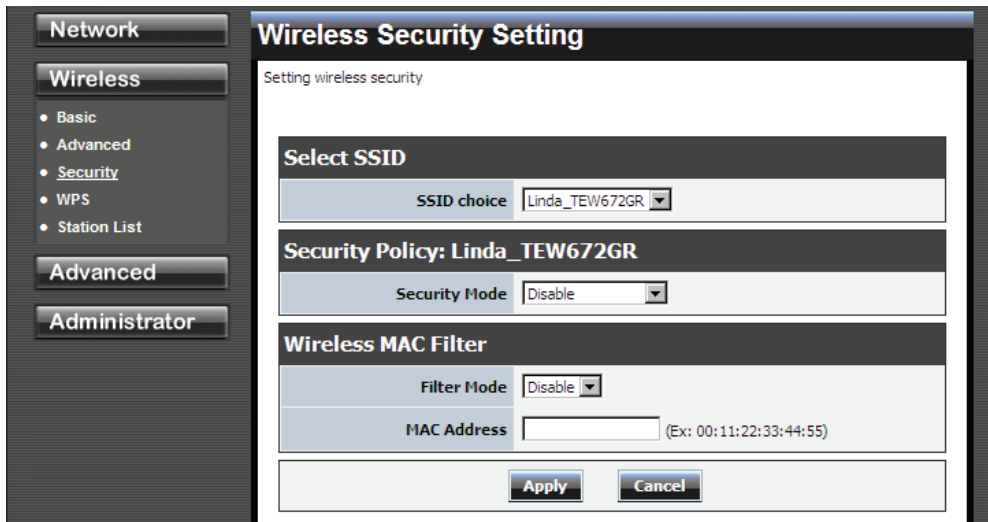 Network
Wireless
Basic
Advanced
Security
WPS
Station List
Advanced
Administrator
Wireless Security Setting
Setting wireless security
Select SSID
SSID choice Linda_TEW672GR
Security Policy: Linda_TEW672GR
Security Mode Disable
Wireless MAC Filter
Filter Mode Disable
MAC Address (Ex: 00:11:22:33:44:55)
Apply Cancel